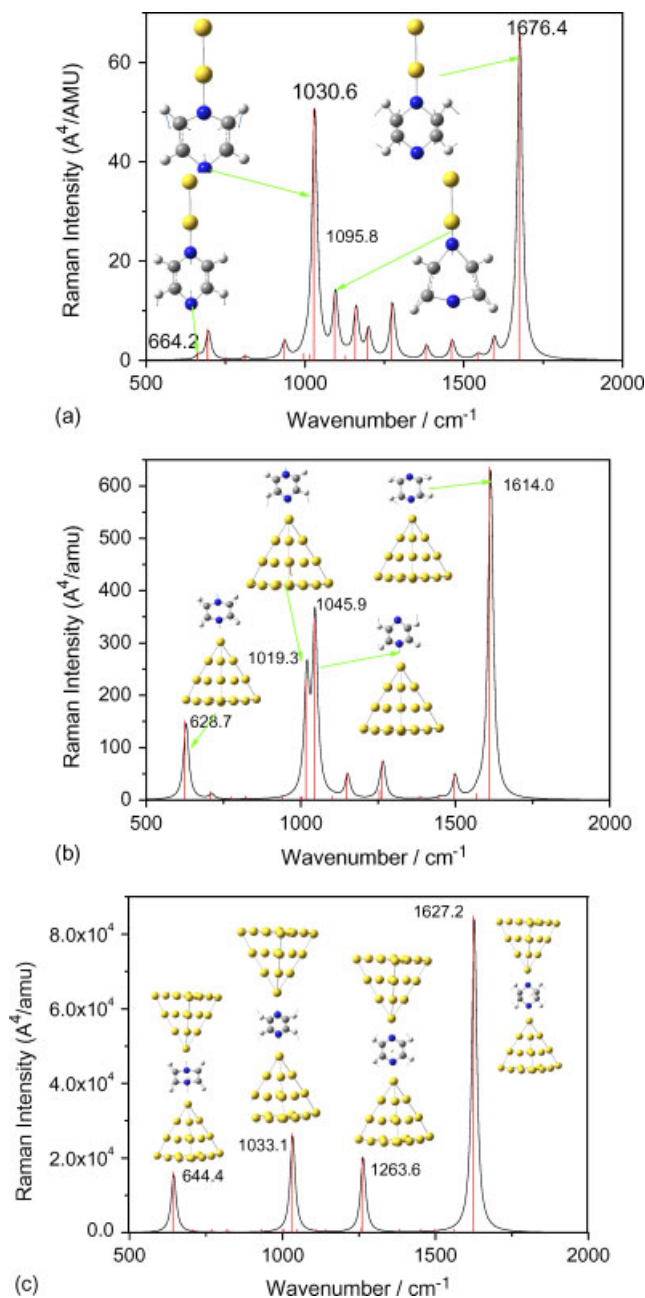 1676.4
60
1030.6
40
1095.8
20
664.2
0
500 1000 1500 2000
Raman Intensity (A⁴/AMU)
Wavenumber / cm⁻¹
(a)
600
1614.0
500
400
1045.9
300
1019.3
200
628.7
100
0
500 1000 1500 2000
Raman Intensity (A⁴/amu)
Wavenumber / cm⁻¹
(b)
1627.2
8.0x10⁴
6.0x10⁴
4.0x10⁴
1033.1
2.0x10⁴
1263.6
644.4
0.0
500 1000 1500 2000
Raman Intensity (A⁴/amu)
Wavenumber / cm⁻¹
(c)